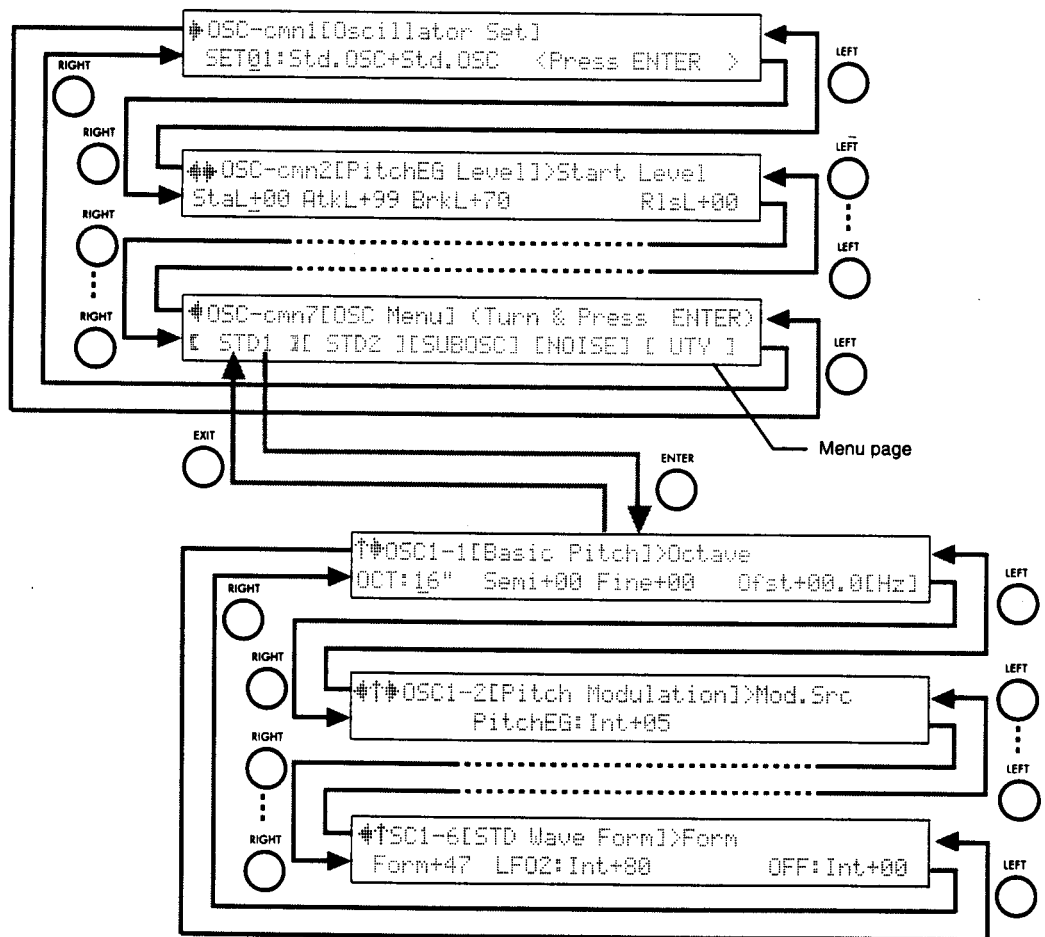 OSC-cmn1[Oscillator Set]
SET01:Std.OSC+Std.OSC <Press ENTER >
RIGHT
LEFT
RIGHT
OSC-cmn2[PitchEG Level]>Start Level
StaL+00 AtkL+99 BrkL+70 RlsL+00
LEFT
RIGHT
LEFT
RIGHT
OSC-cmn7[OSC Menu] (Turn & Press ENTER)
[ STD1 ][ STD2 ][SUBOSC] [NOISE] [ UTV ]
LEFT
EXIT
ENTER
Menu page
↑OSC1-1[Basic Pitch]>Octave
OCT:16" Semi+00 Fine+00 Ofst+00.0[Hz]
RIGHT
LEFT
RIGHT
↑OSC1-2[Pitch Modulation]>Mod.Src
PitchEG:Int+05
LEFT
RIGHT
LEFT
RIGHT
↑SC1-6[STD Wave Form]>Form
Form+47 LFO2:Int+80 OFF:Int+00
LEFT